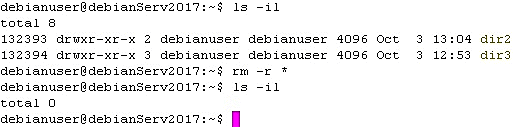 debianuser@debianServ2017:~$ ls -il
total 8
132393 drwxr-xr-x 2 debianuser debianuser 4096 Oct  3 13:04 dir2
132394 drwxr-xr-x 3 debianuser debianuser 4096 Oct  3 12:53 dir3
debianuser@debianServ2017:~$ rm -r *
debianuser@debianServ2017:~$ ls -il
total 0
debianuser@debianServ2017:~$